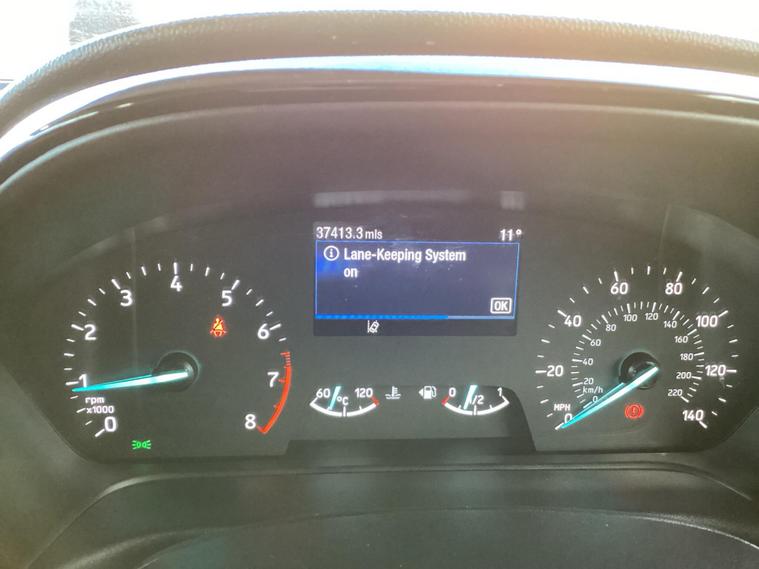 37413.3 mls 11°
Lane-Keeping System
on
OK
0 1 2 3 4 5 6 7 8
rpm
x1000
60 °C 120
0 1/2 1
0 20 40 60 80 100 120 140
MPH
0 20 40 60 80 100 120 140 160 180 200 220
km/h